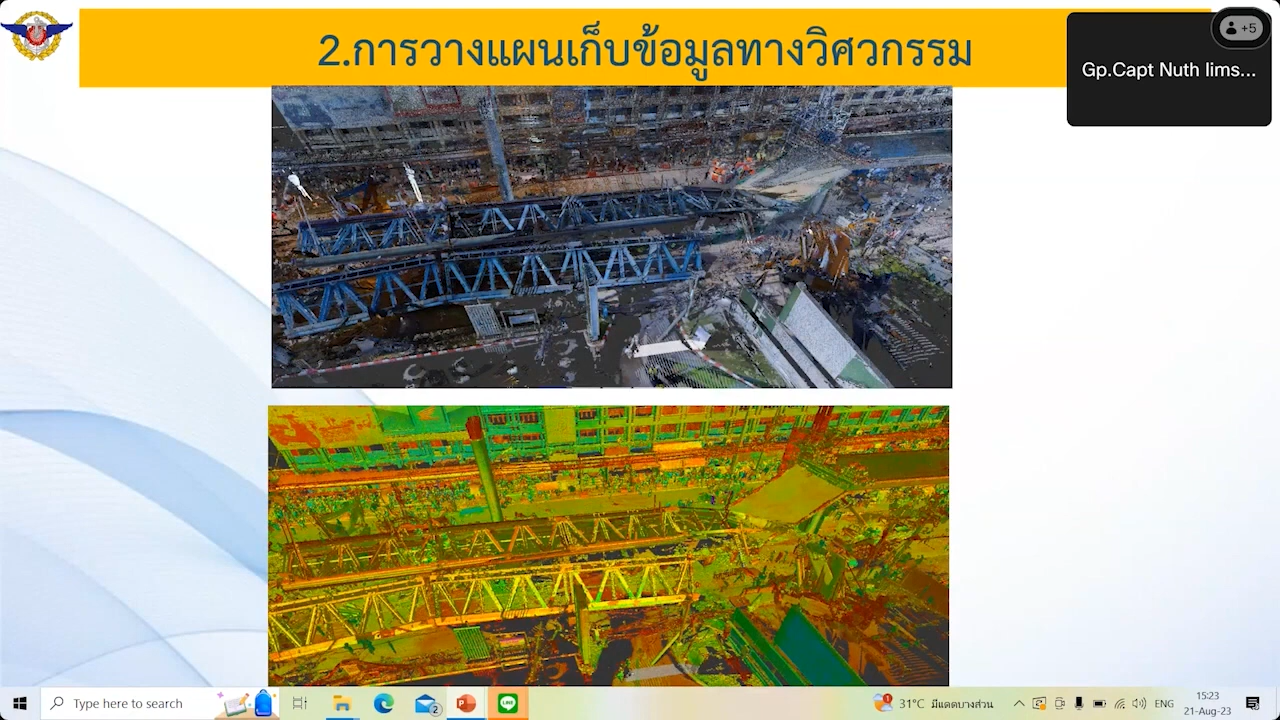 2.การวางแผนเก็บข้อมูลทางวิศวกรรม
+5
Gp.Capt Nuth lims...
Type here to search
2
1
31°C มีแดดบางส่วน
ENG
15:23
21-Aug-23